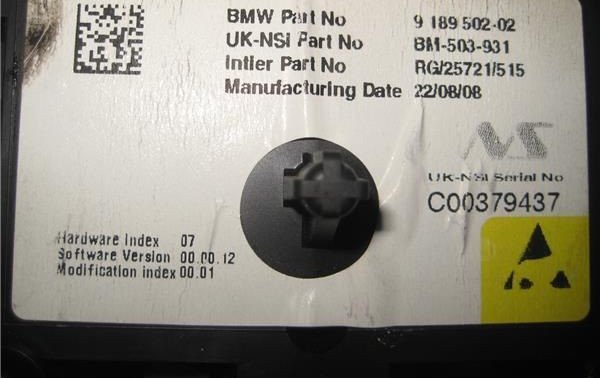 BMW Part No 9 189 502-02
UK-NSI Part No BM-503-931
Intier Part No RG/25721/515
Manufacturing Date 22/08/08
NS
UK-NSI Serial No
C00379437
Hardware Index 07
Software Version 00.00.12
Modification index 00.01